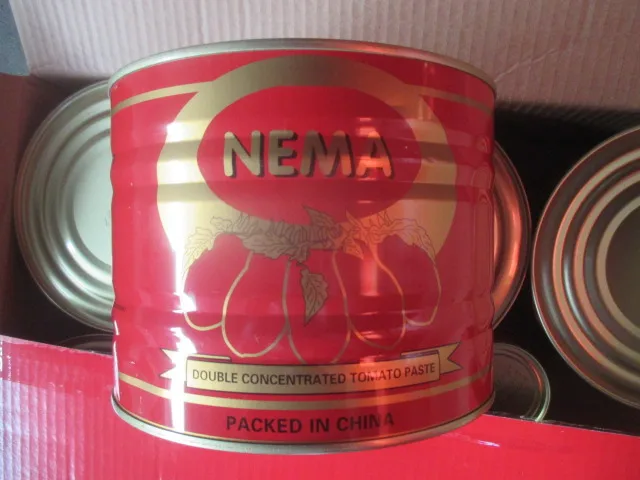 NEMA
DOUBLE CONCENTRATED TOMATO PASTE
PACKED IN CHINA